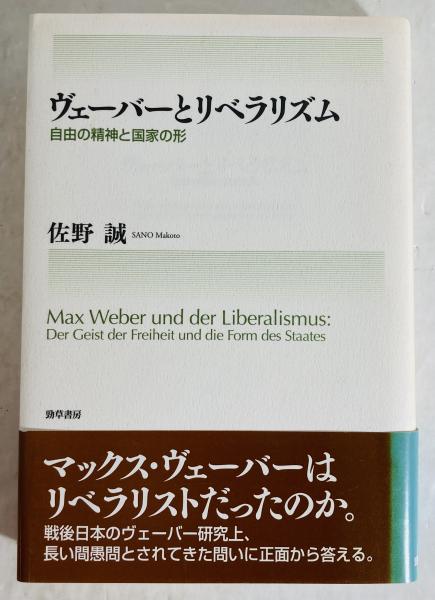 ヴェーバーとリベラリズム
自由の精神と国家の形
佐野 誠 SANO Makoto
Max Weber und der Liberalismus:
Der Geist der Freiheit und die Form des Staates
勁草書房
マックス・ヴェーバーは
リベラリストだったのか。
戦後日本のヴェーバー研究上、
長い間愚問とされてきた問いに正面から答える。